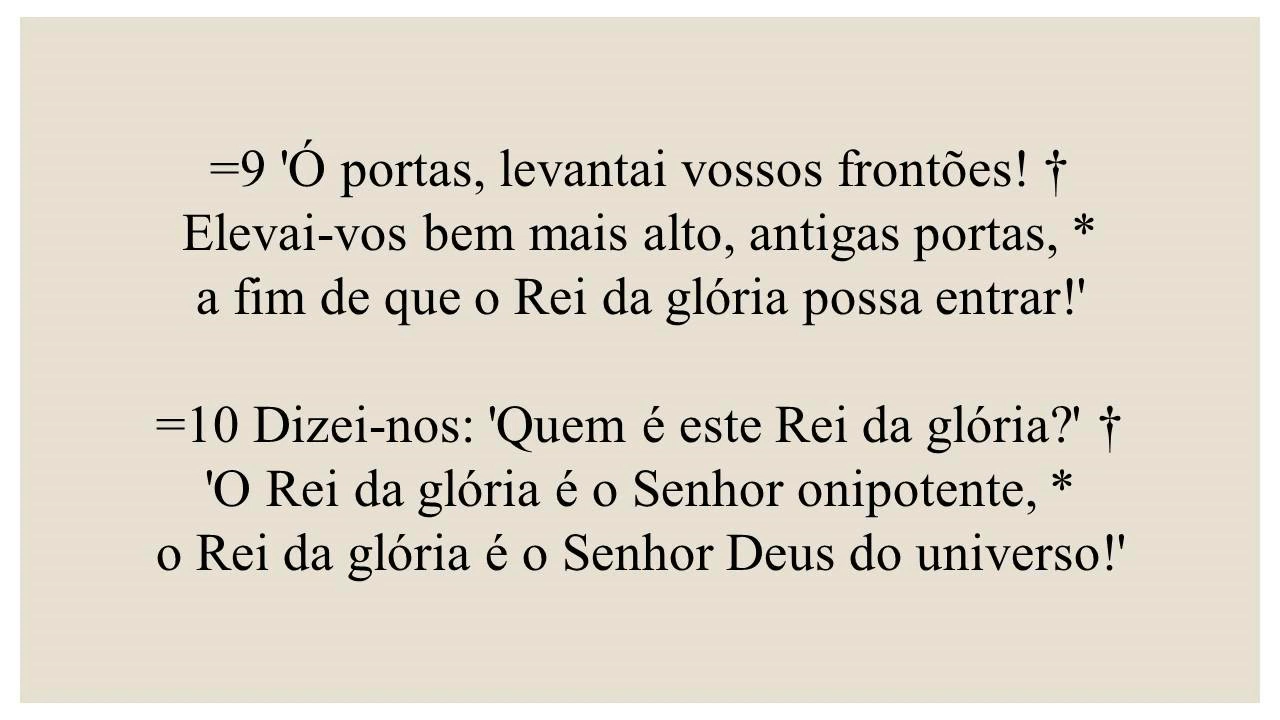 =9 'Ó portas, levantai vossos frontões! †
Elevai-vos bem mais alto, antigas portas, *
a fim de que o Rei da glória possa entrar!'
=10 Dizei-nos: 'Quem é este Rei da glória?' †
'O Rei da glória é o Senhor onipotente, *
o Rei da glória é o Senhor Deus do universo!'